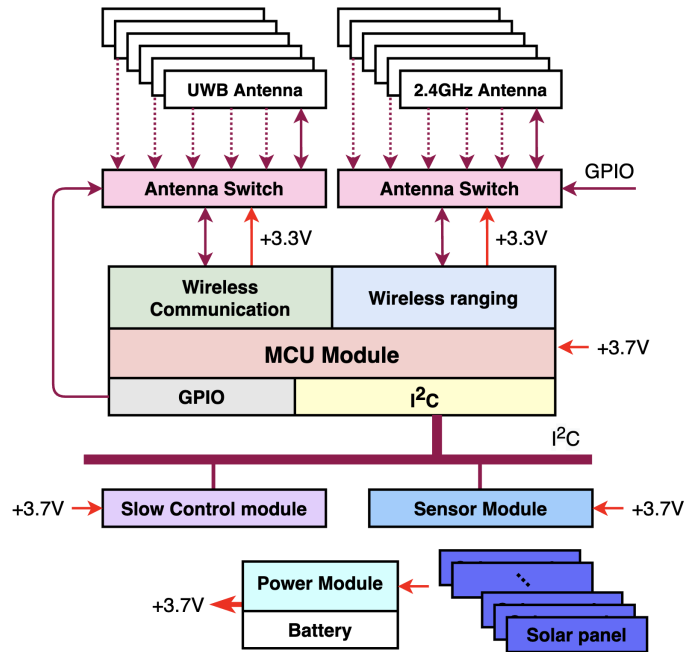 UWB Antenna
2.4GHz Antenna
Antenna Switch
Antenna Switch
GPIO
+3.3V
+3.3V
Wireless
Communication
Wireless ranging
MCU Module
+3.7V
GPIO
I²C
I²C
+3.7V
Slow Control module
Sensor Module
+3.7V
Power Module
+3.7V
Battery
Solar panel